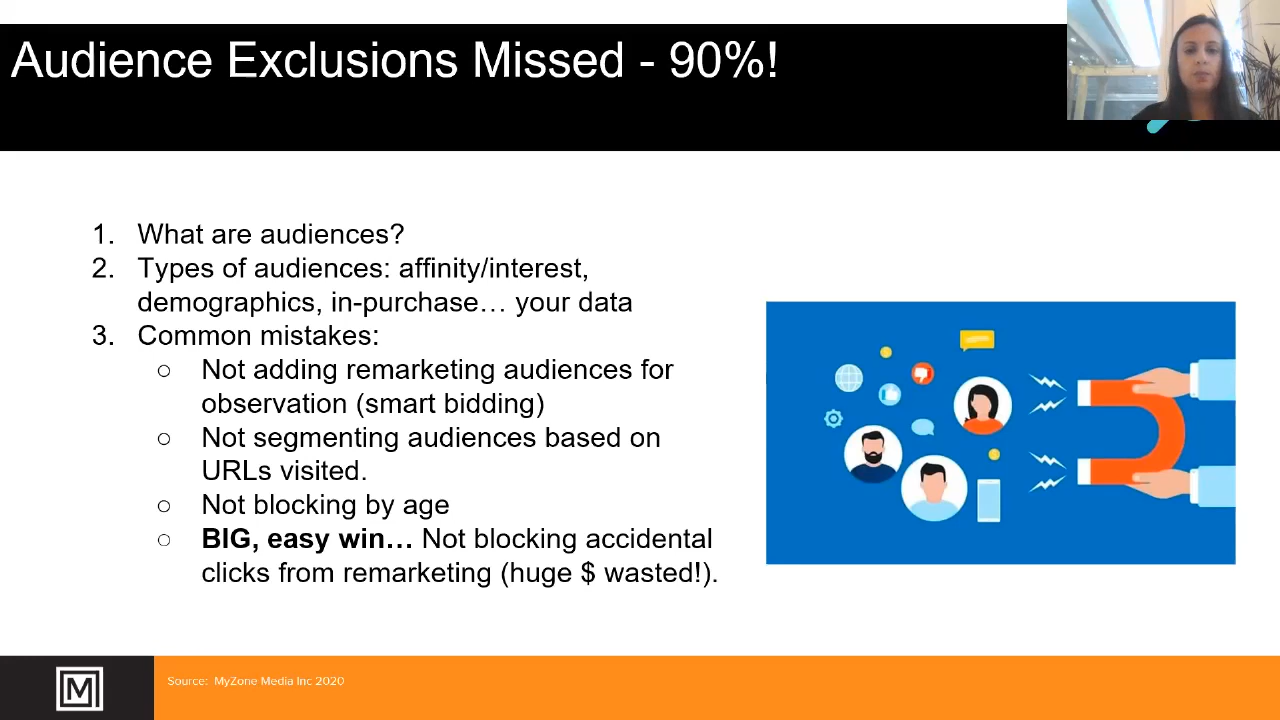 Audience Exclusions Missed - 90%!
1. What are audiences?
2. Types of audiences: affinity/interest,
demographics, in-purchase… your data
3. Common mistakes:
○ Not adding remarketing audiences for
observation (smart bidding)
○ Not segmenting audiences based on
URLs visited.
○ Not blocking by age
○ BIG, easy win… Not blocking accidental
clicks from remarketing (huge $ wasted!).
M
Source: MyZone Media Inc 2020